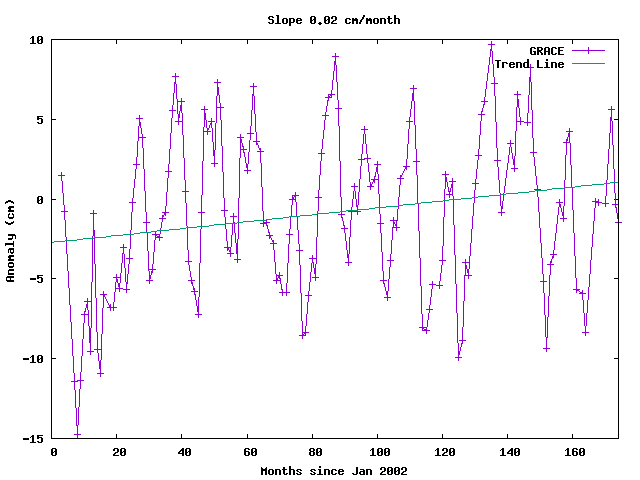 Slope 0.02 cm/month
10
GRACE
Trend Line
5
0
Anomaly (cm)
-5
-10
-15
0 20 40 60 80 100 120 140 160
Months since Jan 2002